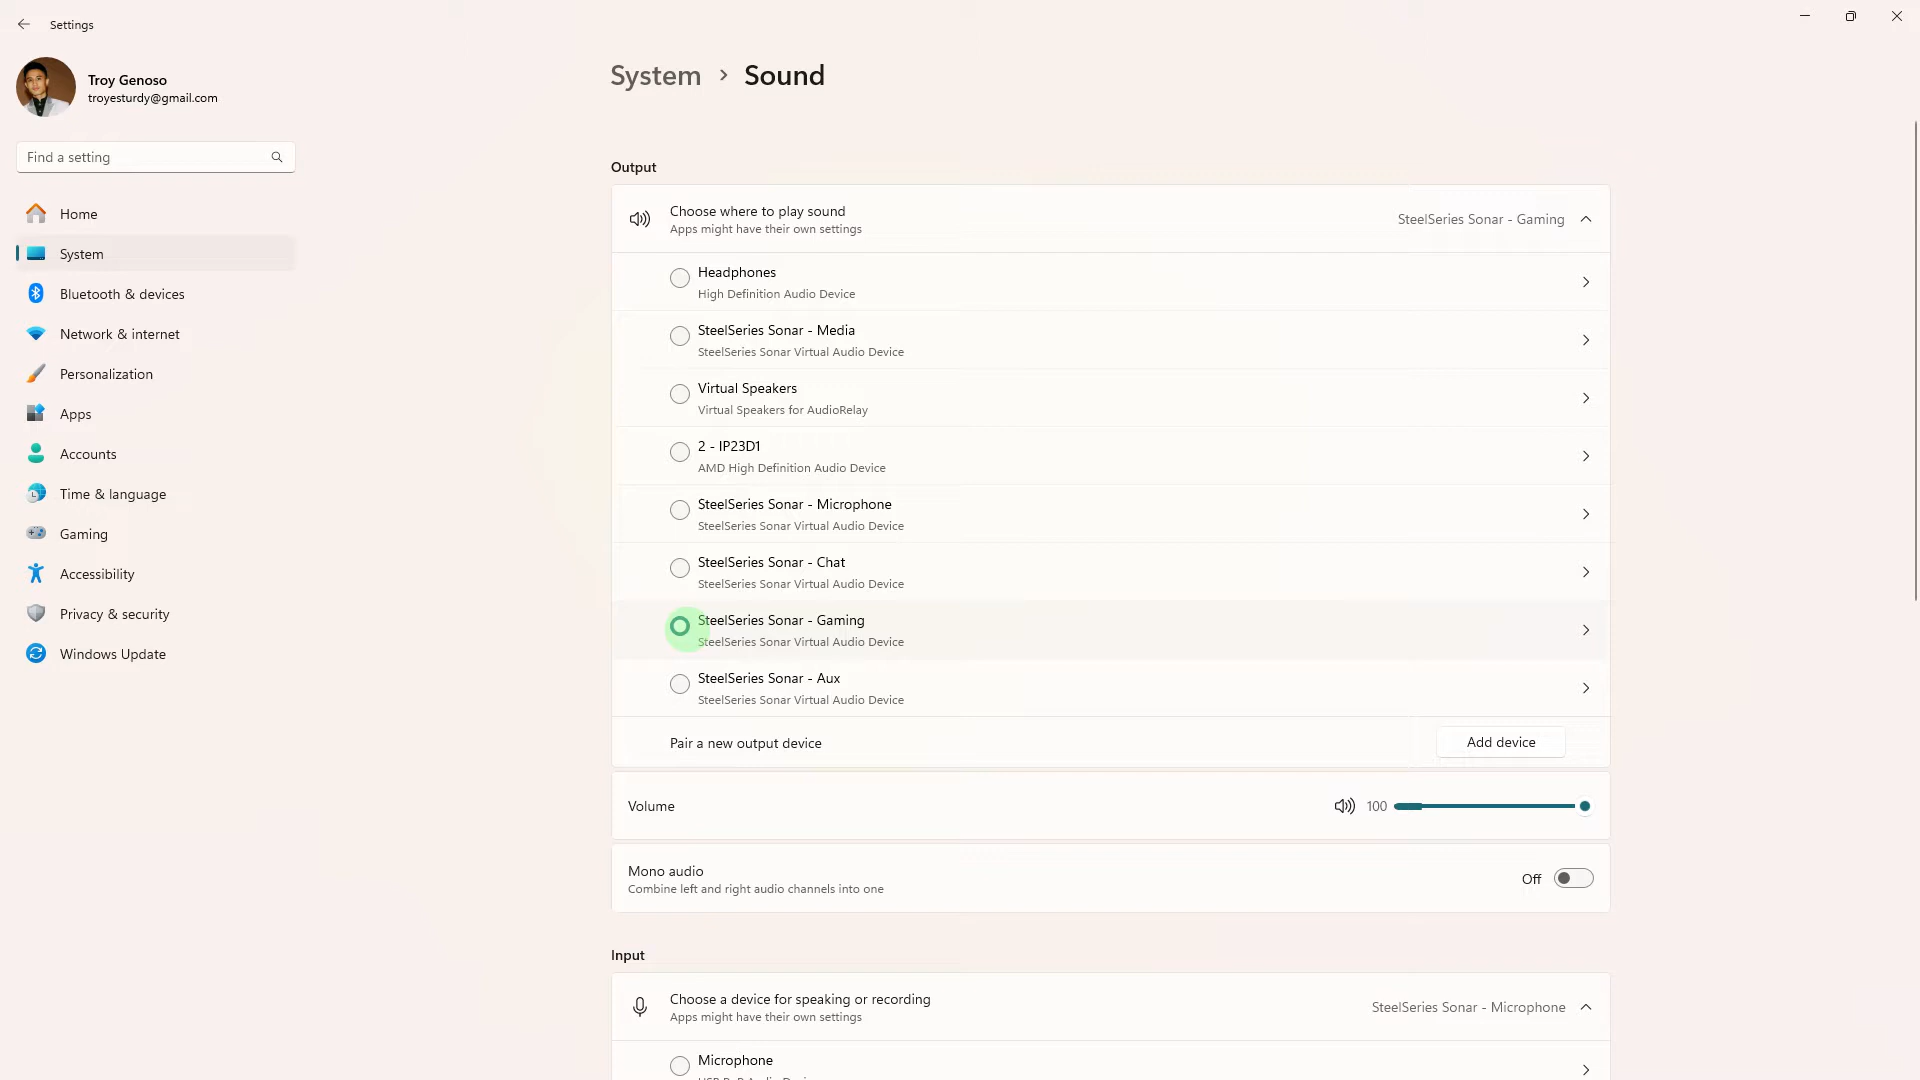 Settings
Troy Genoso
troyesturdy@gmail.com
Find a setting
Home
System
Bluetooth & devices
Network & internet
Personalization
Apps
Accounts
Time & language
Gaming
Accessibility
Privacy & security
Windows Update
System > Sound
Output
Choose where to play sound
Apps might have their own settings
SteelSeries Sonar - Gaming
Headphones
High Definition Audio Device
SteelSeries Sonar - Media
SteelSeries Sonar Virtual Audio Device
Virtual Speakers
Virtual Speakers for AudioRelay
2 - IP23D1
AMD High Definition Audio Device
SteelSeries Sonar - Microphone
SteelSeries Sonar Virtual Audio Device
SteelSeries Sonar - Chat
SteelSeries Sonar Virtual Audio Device
SteelSeries Sonar - Gaming
SteelSeries Sonar Virtual Audio Device
SteelSeries Sonar - Aux
SteelSeries Sonar Virtual Audio Device
Pair a new output device
Add device
Volume
100
Mono audio
Combine left and right audio channels into one
Off
Input
Choose a device for speaking or recording
Apps might have their own settings
SteelSeries Sonar - Microphone
Microphone